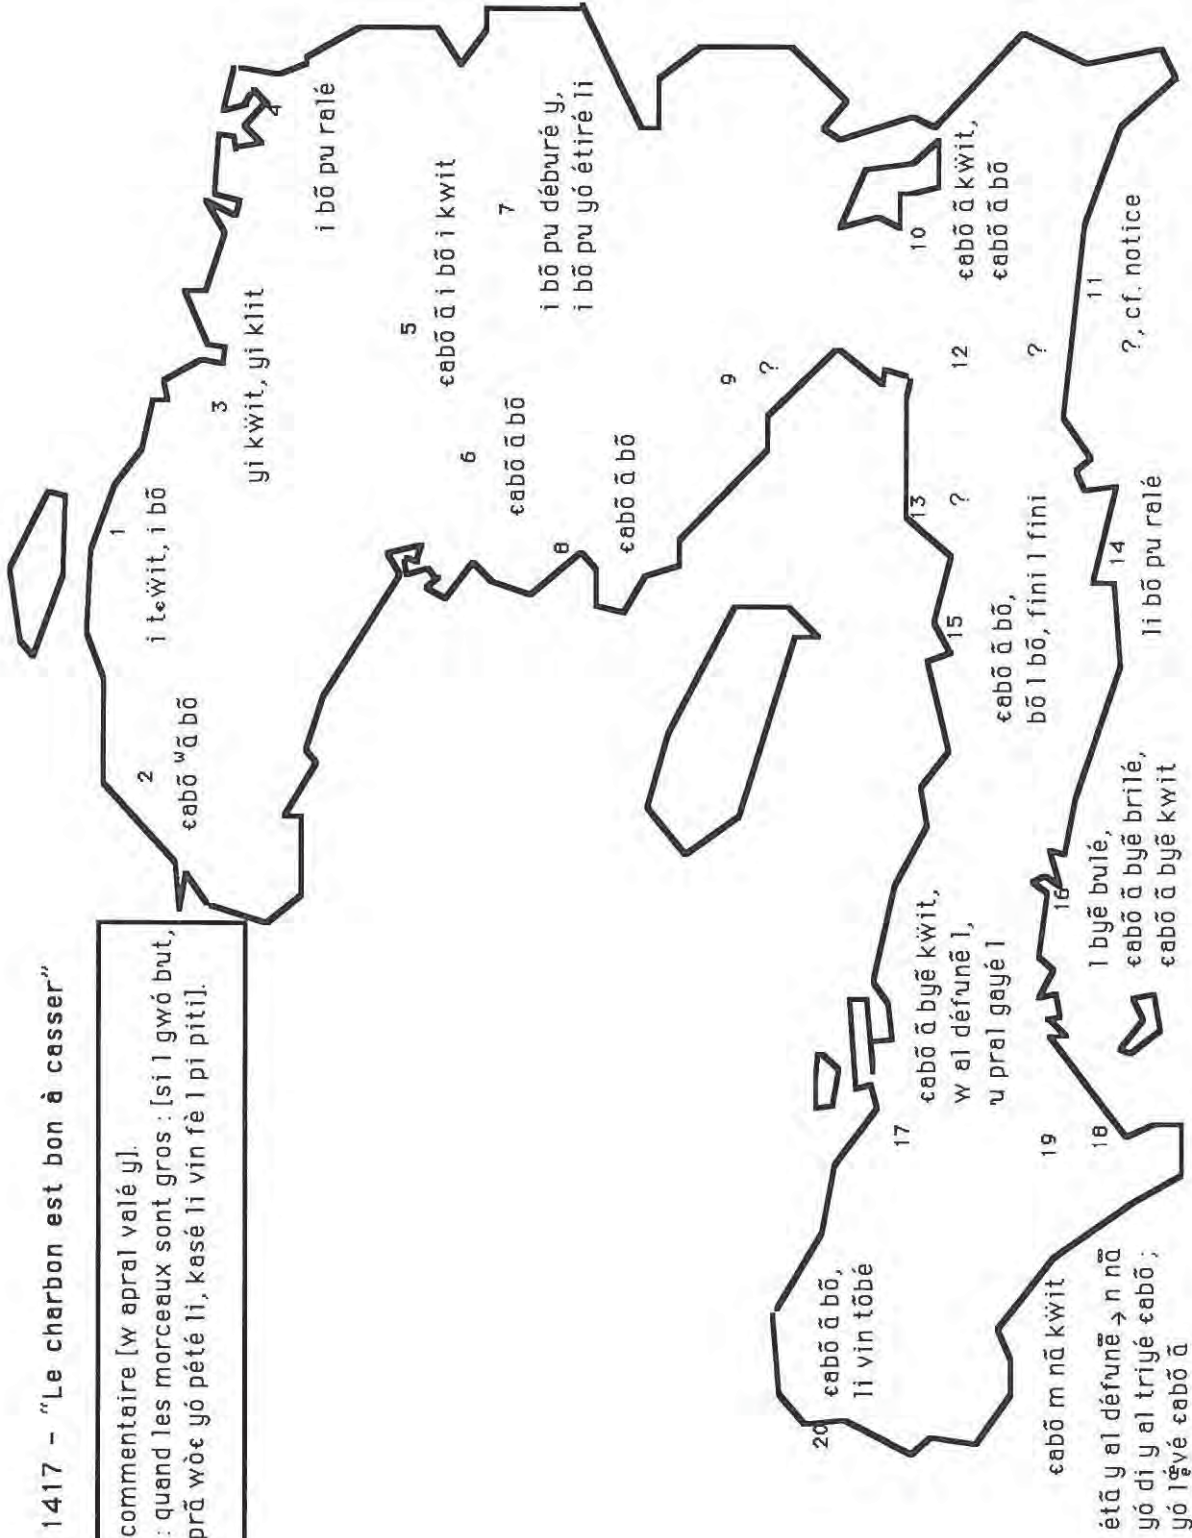 1417 - “Le charbon est bon à casser”
commentaire [w apral valé y].
: quand les morceaux sont gros : [si l gwó but,
prã wòɛ yó pété li, kasé li vin fè l pi piti].
1
i tɛẅit, i bõ
2
ɛabõ ʷã bõ
3
yi kẅit, yi klit
4
i bõ pu ralé
5
ɛabõ ã i bõ i kwit
6
ɛabõ ã bõ
7
i bõ pu déburé y,
i bõ pu yó étiré li
8
ɛabõ ã bõ
9
?
10
ɛabõ ã kẅit,
ɛabõ ã bõ
11
?, cf. notice
12
?
13
?
14
li bõ pu ralé
15
ɛabõ ã bõ,
bõ l bõ, fini l fini
16
l byẽ bulé,
ɛabõ ã byẽ brilé,
ɛabõ ã byẽ kwit
17
ɛabõ ã byẽ kẅit,
w al défunẽ l,
u pral gayé l
18
19
ɛabõ m nã kẅit
étã y al défunẽ → n nõ
yó di y al triyé ɛabõ ;
yó lœvé ɛabõ ã
20
ɛabõ ã bõ,
li vin tõbé